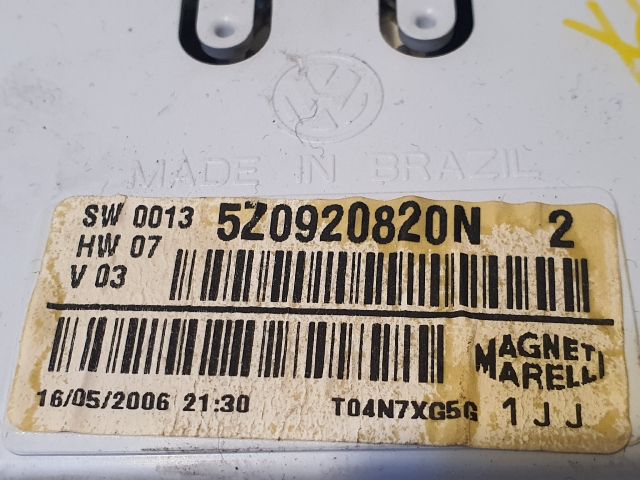 MADE IN BRAZIL
SW 0013 5Z0920820N 2
HW 07
V 03
MAGNETI
MARELLI
16/05/2006 21:30 T04N7XG5G 1JJ